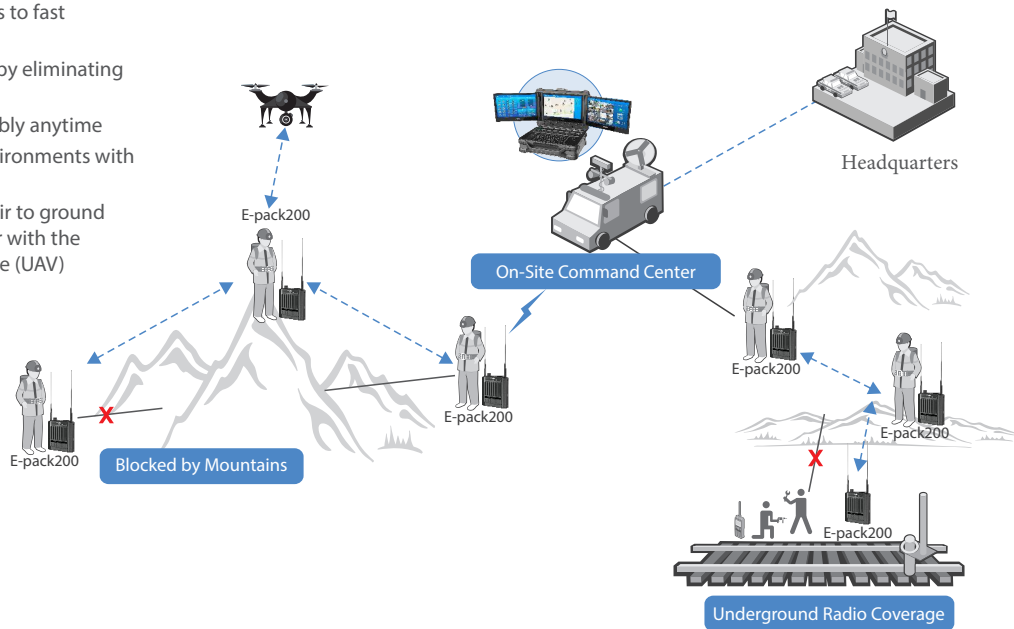 s to fast
by eliminating
bly anytime
vironments with
ir to ground
r with the
e (UAV)
Headquarters
E-pack200
On-Site Command Center
E-pack200
E-pack200
E-pack200
E-pack200
E-pack200
Blocked by Mountains
X
X
E-pack200
Underground Radio Coverage